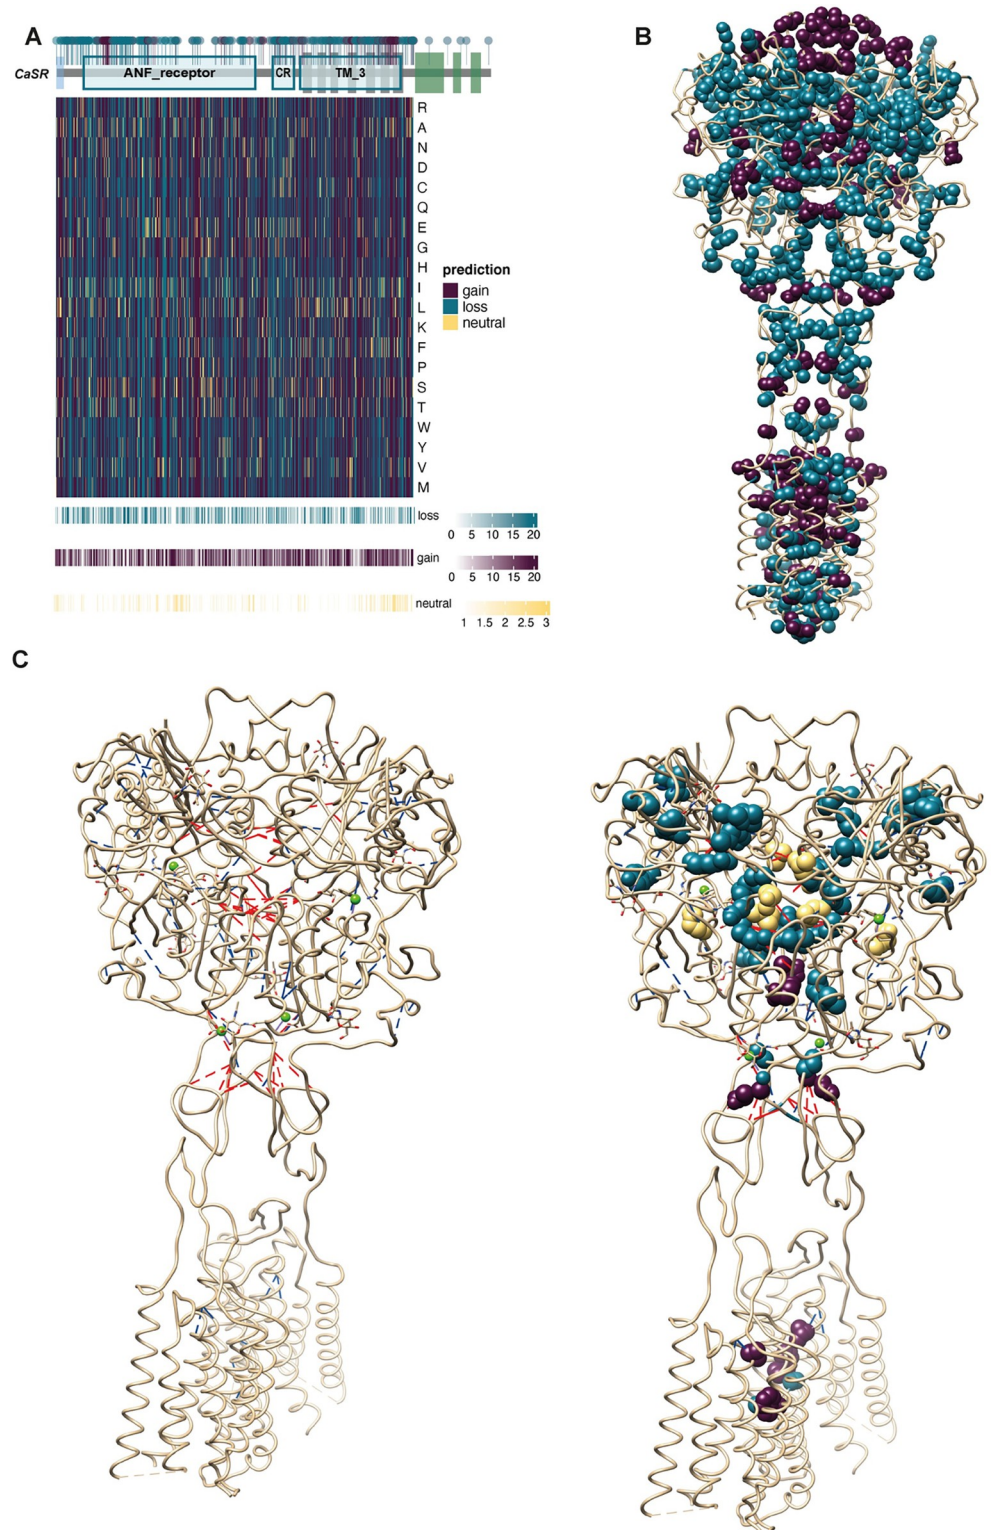 A
B
CaSR
ANF_receptor
CR
TM_3
R
A
N
D
C
Q
E
G
H
I
L
K
F
P
S
T
W
Y
V
M
prediction
gain
loss
neutral
loss
0 5 10 15 20
gain
0 5 10 15 20
neutral
1 1.5 2 2.5 3
C